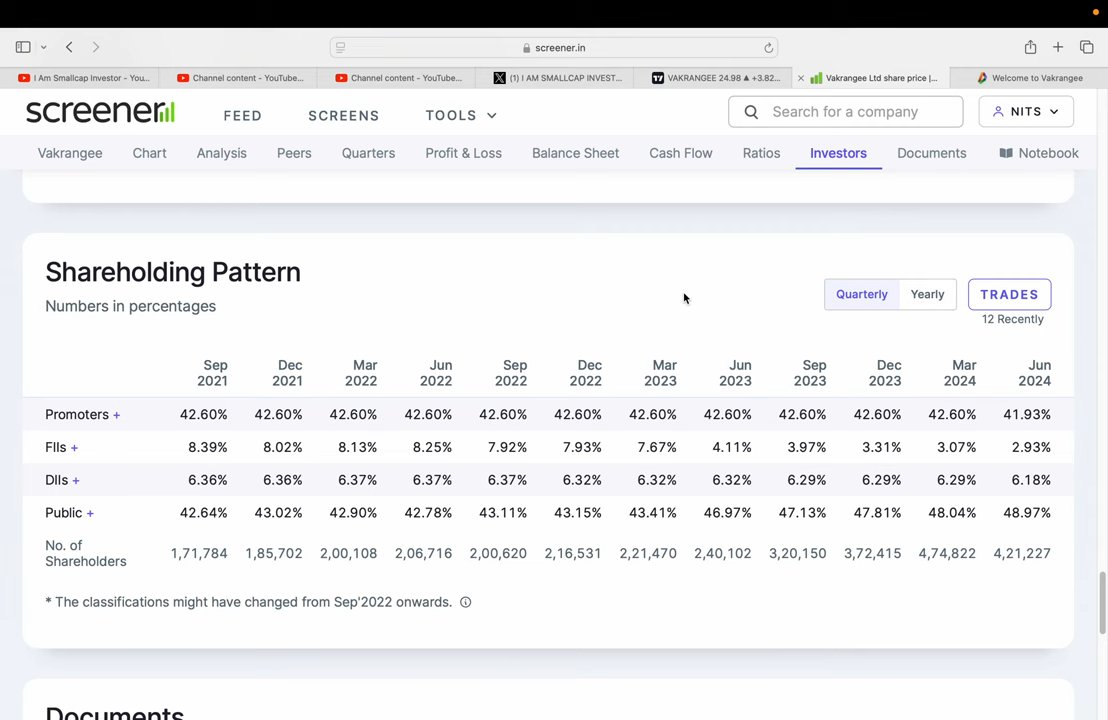 screener.in
I Am Smallcap Investor - You...
Channel content - YouTube...
Channel content - YouTube...
(1) I AM SMALLCAP INVEST...
VAKRANGEE 24.98 ▲ +3.82...
Vakrangee Ltd share price |...
Welcome to Vakrangee
screener
FEED
SCREENS
TOOLS
Search for a company
NITS
Vakrangee
Chart
Analysis
Peers
Quarters
Profit & Loss
Balance Sheet
Cash Flow
Ratios
Investors
Documents
Notebook
Shareholding Pattern
Numbers in percentages
Quarterly
Yearly
TRADES
12 Recently
Sep 2021 Dec 2021 Mar 2022 Jun 2022 Sep 2022 Dec 2022 Mar 2023 Jun 2023 Sep 2023 Dec 2023 Mar 2024 Jun 2024
Promoters + 42.60% 42.60% 42.60% 42.60% 42.60% 42.60% 42.60% 42.60% 42.60% 42.60% 42.60% 41.93%
FIIs + 8.39% 8.02% 8.13% 8.25% 7.92% 7.93% 7.67% 4.11% 3.97% 3.31% 3.07% 2.93%
DIIs + 6.36% 6.36% 6.37% 6.37% 6.37% 6.32% 6.32% 6.32% 6.29% 6.29% 6.29% 6.18%
Public + 42.64% 43.02% 42.90% 42.78% 43.11% 43.15% 43.41% 46.97% 47.13% 47.81% 48.04% 48.97%
No. of Shareholders 1,71,784 1,85,702 2,00,108 2,06,716 2,00,620 2,16,531 2,21,470 2,40,102 3,20,150 3,72,415 4,74,822 4,21,227
* The classifications might have changed from Sep'2022 onwards.
Documents